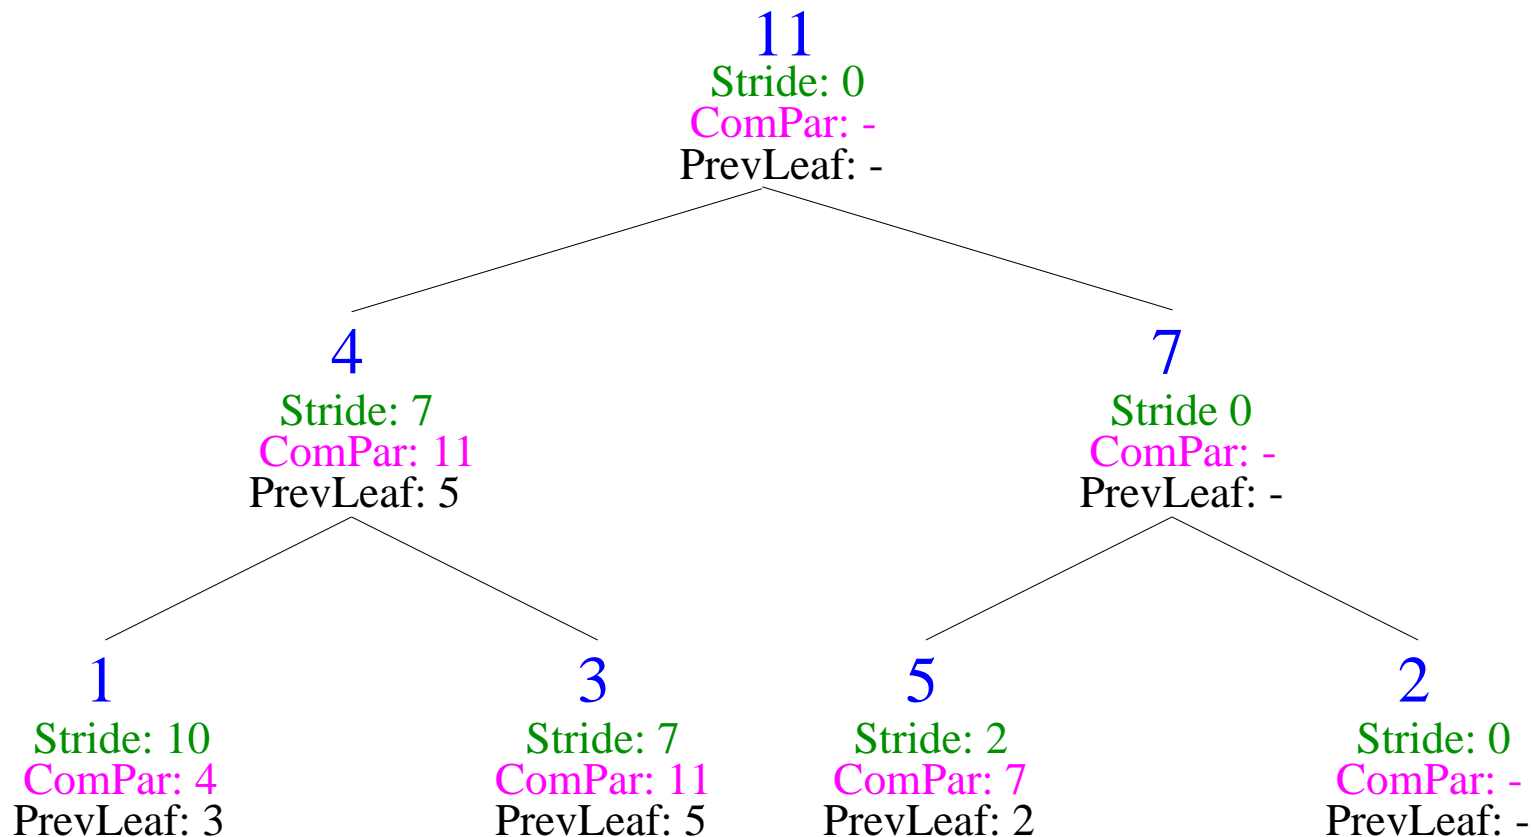 11
Stride: 0
ComPar: -
PrevLeaf: -
4
Stride: 7
ComPar: 11
PrevLeaf: 5
7
Stride 0
ComPar: -
PrevLeaf: -
1
Stride: 10
ComPar: 4
PrevLeaf: 3
3
Stride: 7
ComPar: 11
PrevLeaf: 5
5
Stride: 2
ComPar: 7
PrevLeaf: 2
2
Stride: 0
ComPar: -
PrevLeaf: -